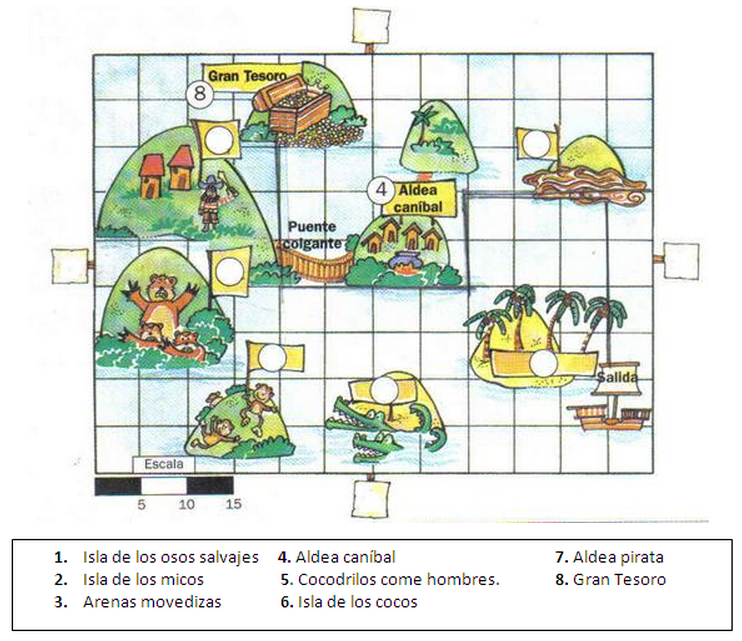 Gran Tesoro
8
4
Aldea
caníbal
Puente
colgante
Salida
Escala
5 10 15
1. Isla de los osos salvajes 4. Aldea caníbal 7. Aldea pirata
2. Isla de los micos 5. Cocodrilos come hombres. 8. Gran Tesoro
3. Arenas movedizas 6. Isla de los cocos